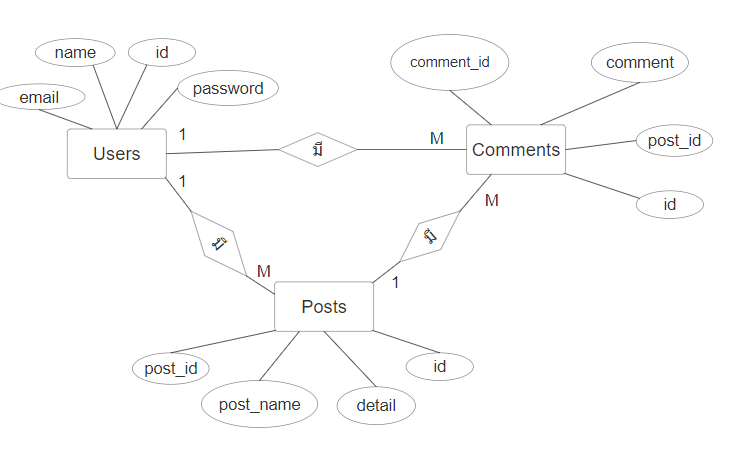 name
id
email
password
comment_id
comment
1
M
Users
มี
Comments
post_id
1
M
id
มี
มี
M
1
Posts
post_id
id
post_name
detail